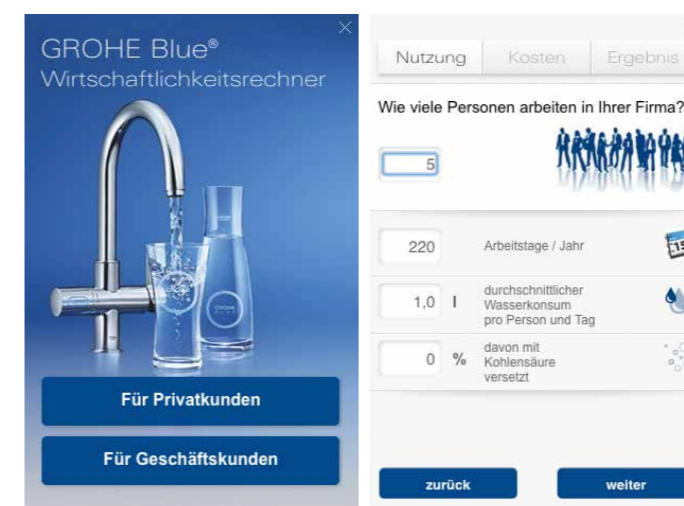 GROHE Blue®
Wirtschaftlichkeitsrechner
Für Privatkunden
Für Geschäftskunden
Nutzung
Kosten
Ergebnis
Wie viele Personen arbeiten in Ihrer Firma?
5
220 Arbeitstage / Jahr
15
1,0 l durchschnittlicher
Wasserkonsum
pro Person und Tag
0 % davon mit
Kohlensäure
versetzt
zurück
weiter